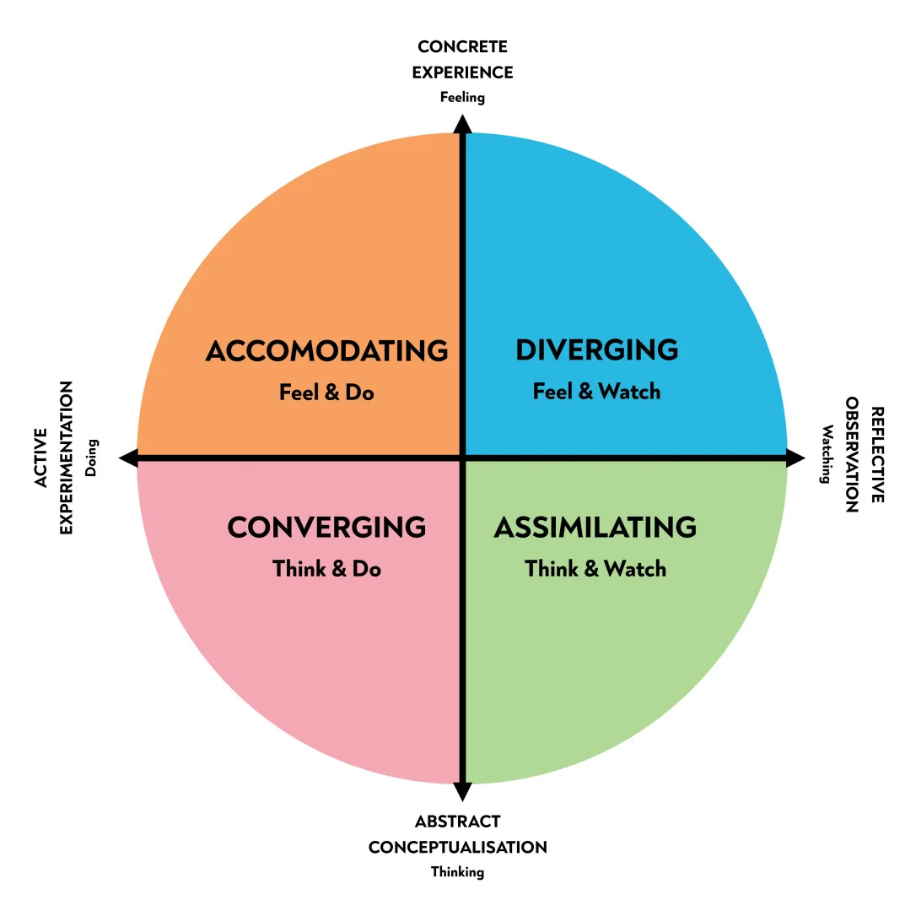 CONCRETE
EXPERIENCE
Feeling
ACCOMODATING
Feel & Do
DIVERGING
Feel & Watch
ACTIVE
EXPERIMENTATION
Doing
REFLECTIVE
OBSERVATION
Watching
CONVERGING
Think & Do
ASSIMILATING
Think & Watch
ABSTRACT
CONCEPTUALISATION
Thinking